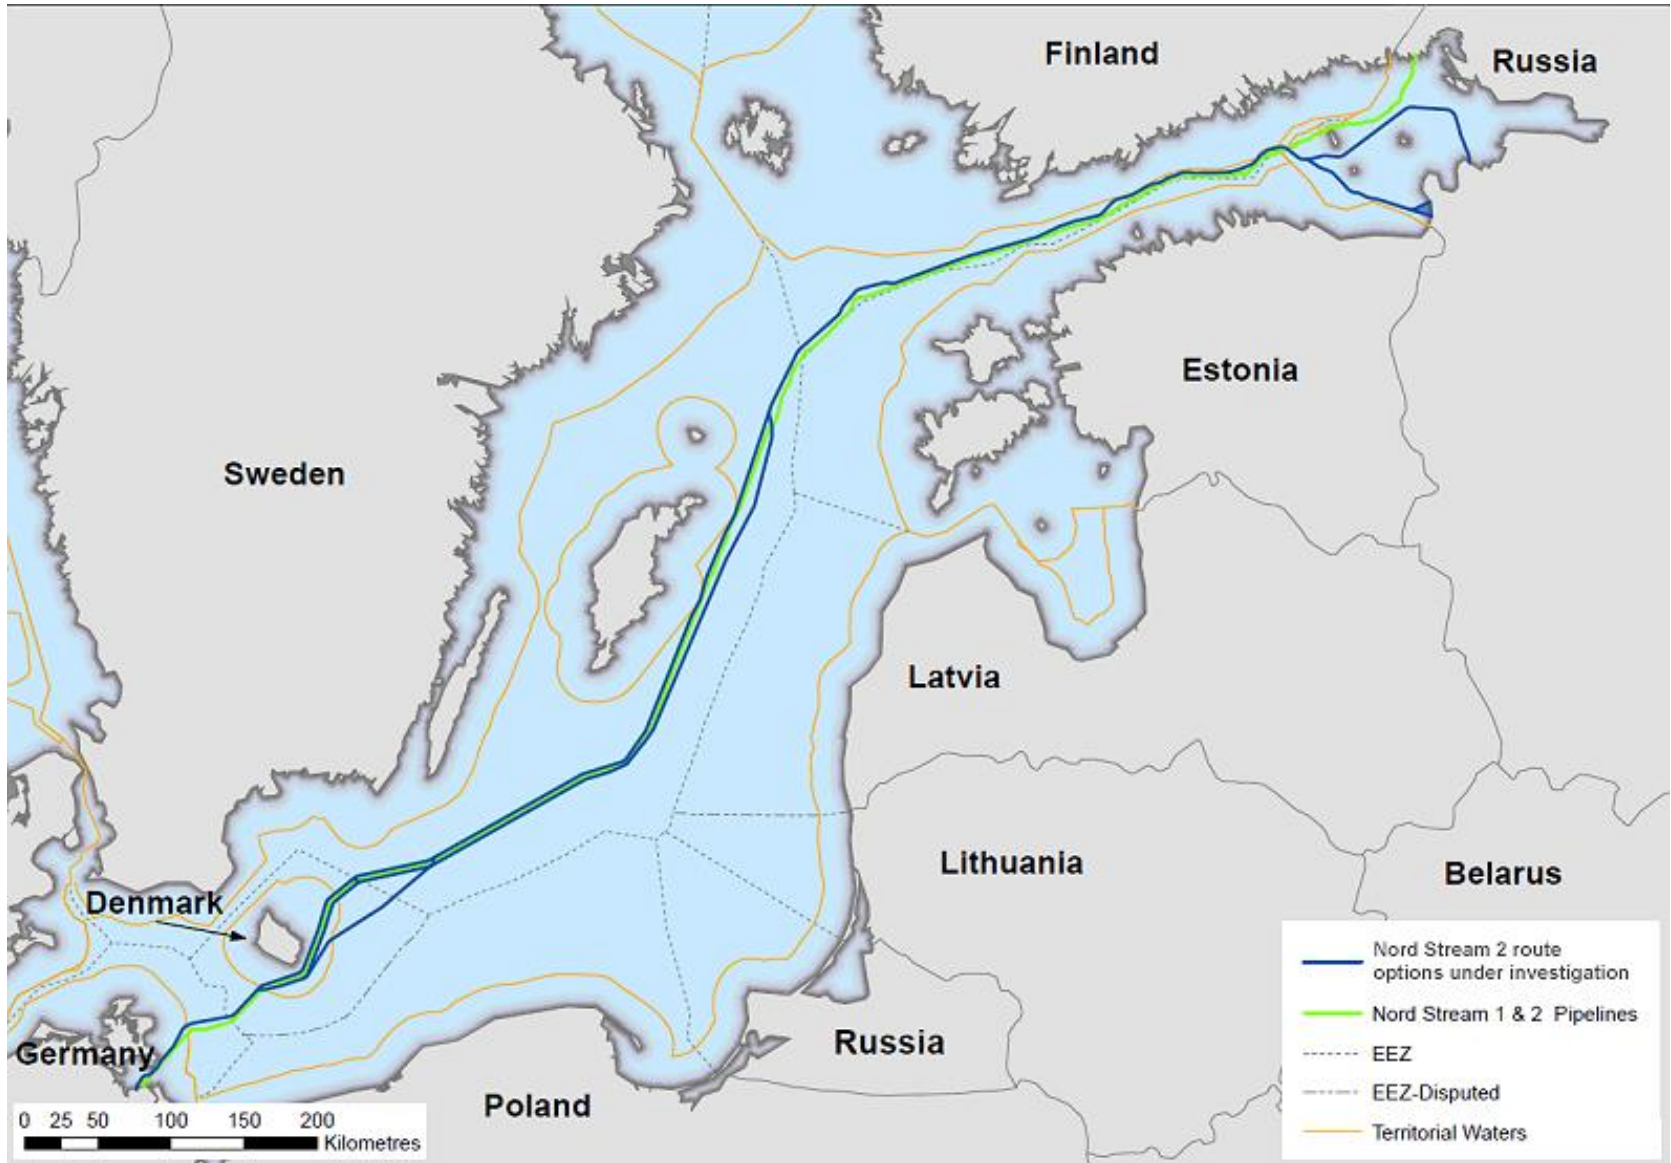 Finland
Russia
Estonia
Sweden
Latvia
Lithuania
Belarus
Denmark
Germany
Poland
Russia
Nord Stream 2 route
options under investigation
Nord Stream 1 & 2 Pipelines
EEZ
EEZ-Disputed
Territorial Waters
0 25 50 100 150 200
Kilometres